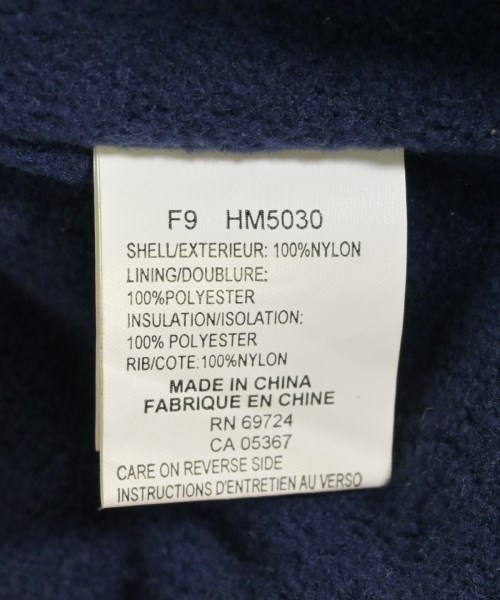 F9 HM5030
SHELL/EXTERIEUR: 100%NYLON
LINING/DOUBLURE:
100%POLYESTER
INSULATION/ISOLATION:
100% POLYESTER
RIB/COTE:100%NYLON
MADE IN CHINA
FABRIQUE EN CHINE
RN 69724
CA 05367
CARE ON REVERSE SIDE
INSTRUCTIONS D'ENTRETIEN AU VERSO